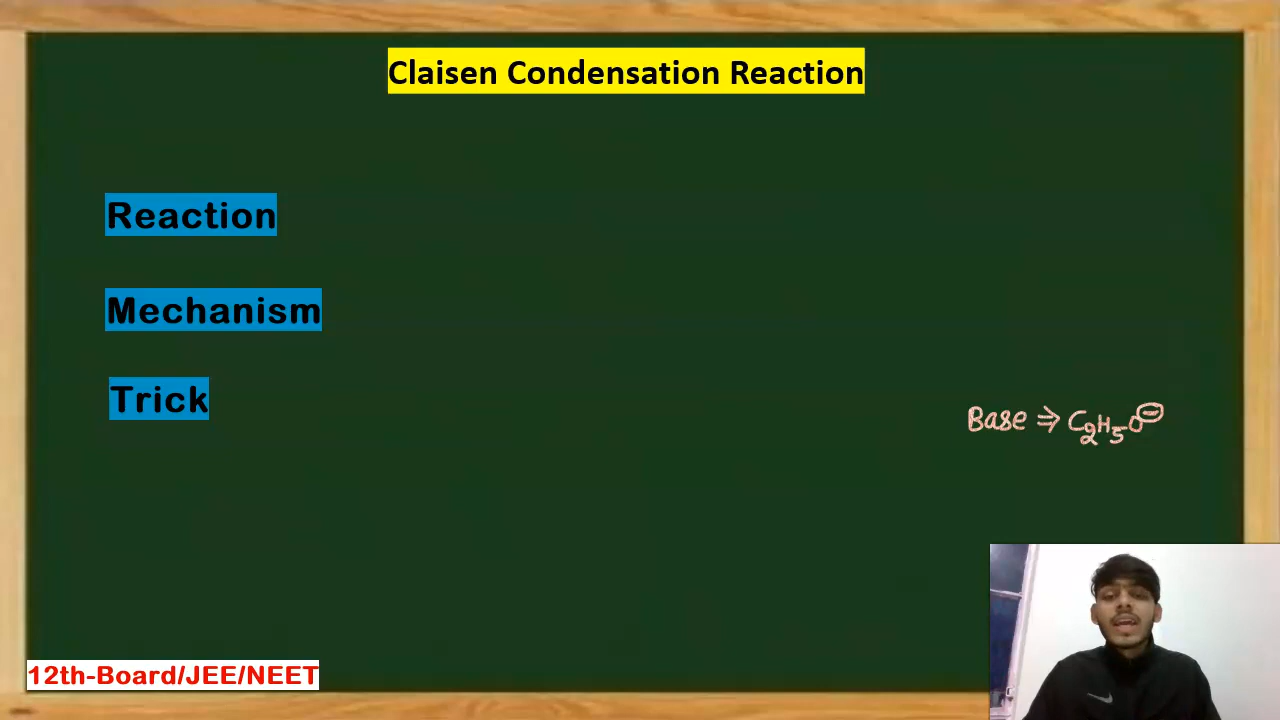 Claisen Condensation Reaction
Reaction
Mechanism
Trick
Base ⇒ C₂H₅O⊖
12th-Board/JEE/NEET